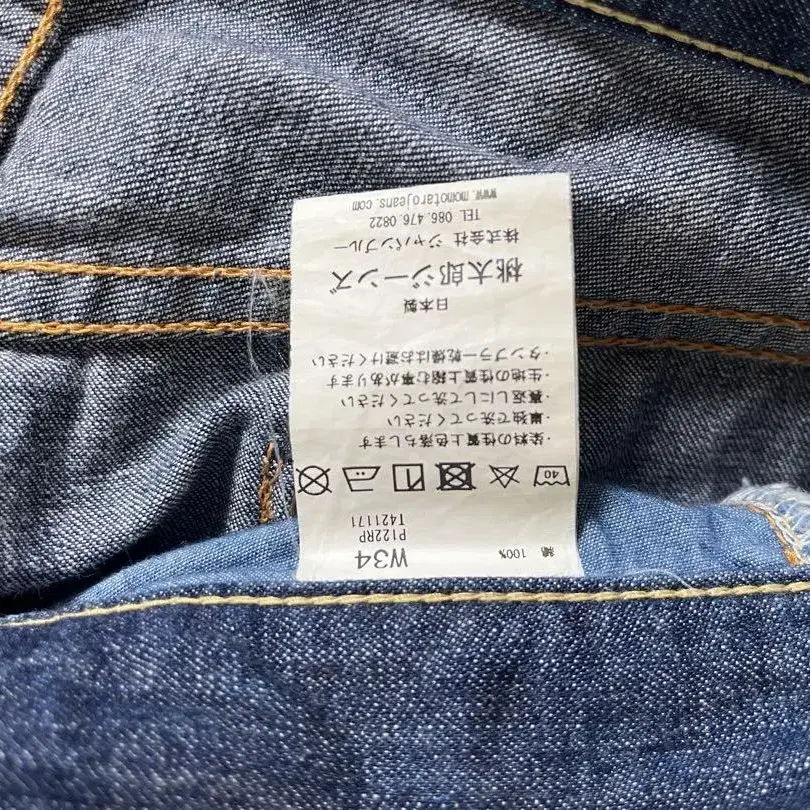 綿 100%
W34
P122RP
T421171
40
・染料の性質上色落ちします
・単独で洗ってください
・裏返しにして洗ってください
・生地の性質上縮む事があります
・タンブラー乾燥はお避けください
日本製
桃太郎ジーンズ
株式会社 ジャパンブルー
TEL 086.476.0822
www.momotarojeans.com